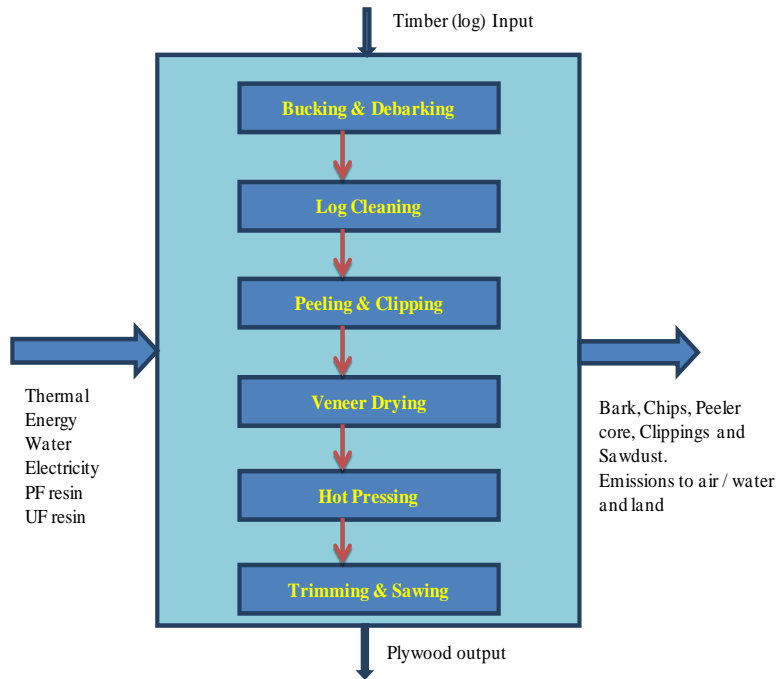 Timber (log) Input
Bucking & Debarking
Log Cleaning
Peeling & Clipping
Veneer Drying
Hot Pressing
Trimming & Sawing
Thermal
Energy
Water
Electricity
PF resin
UF resin
Bark, Chips, Peeler
core, Clippings and
Sawdust.
Emissions to air / water
and land
Plywood output